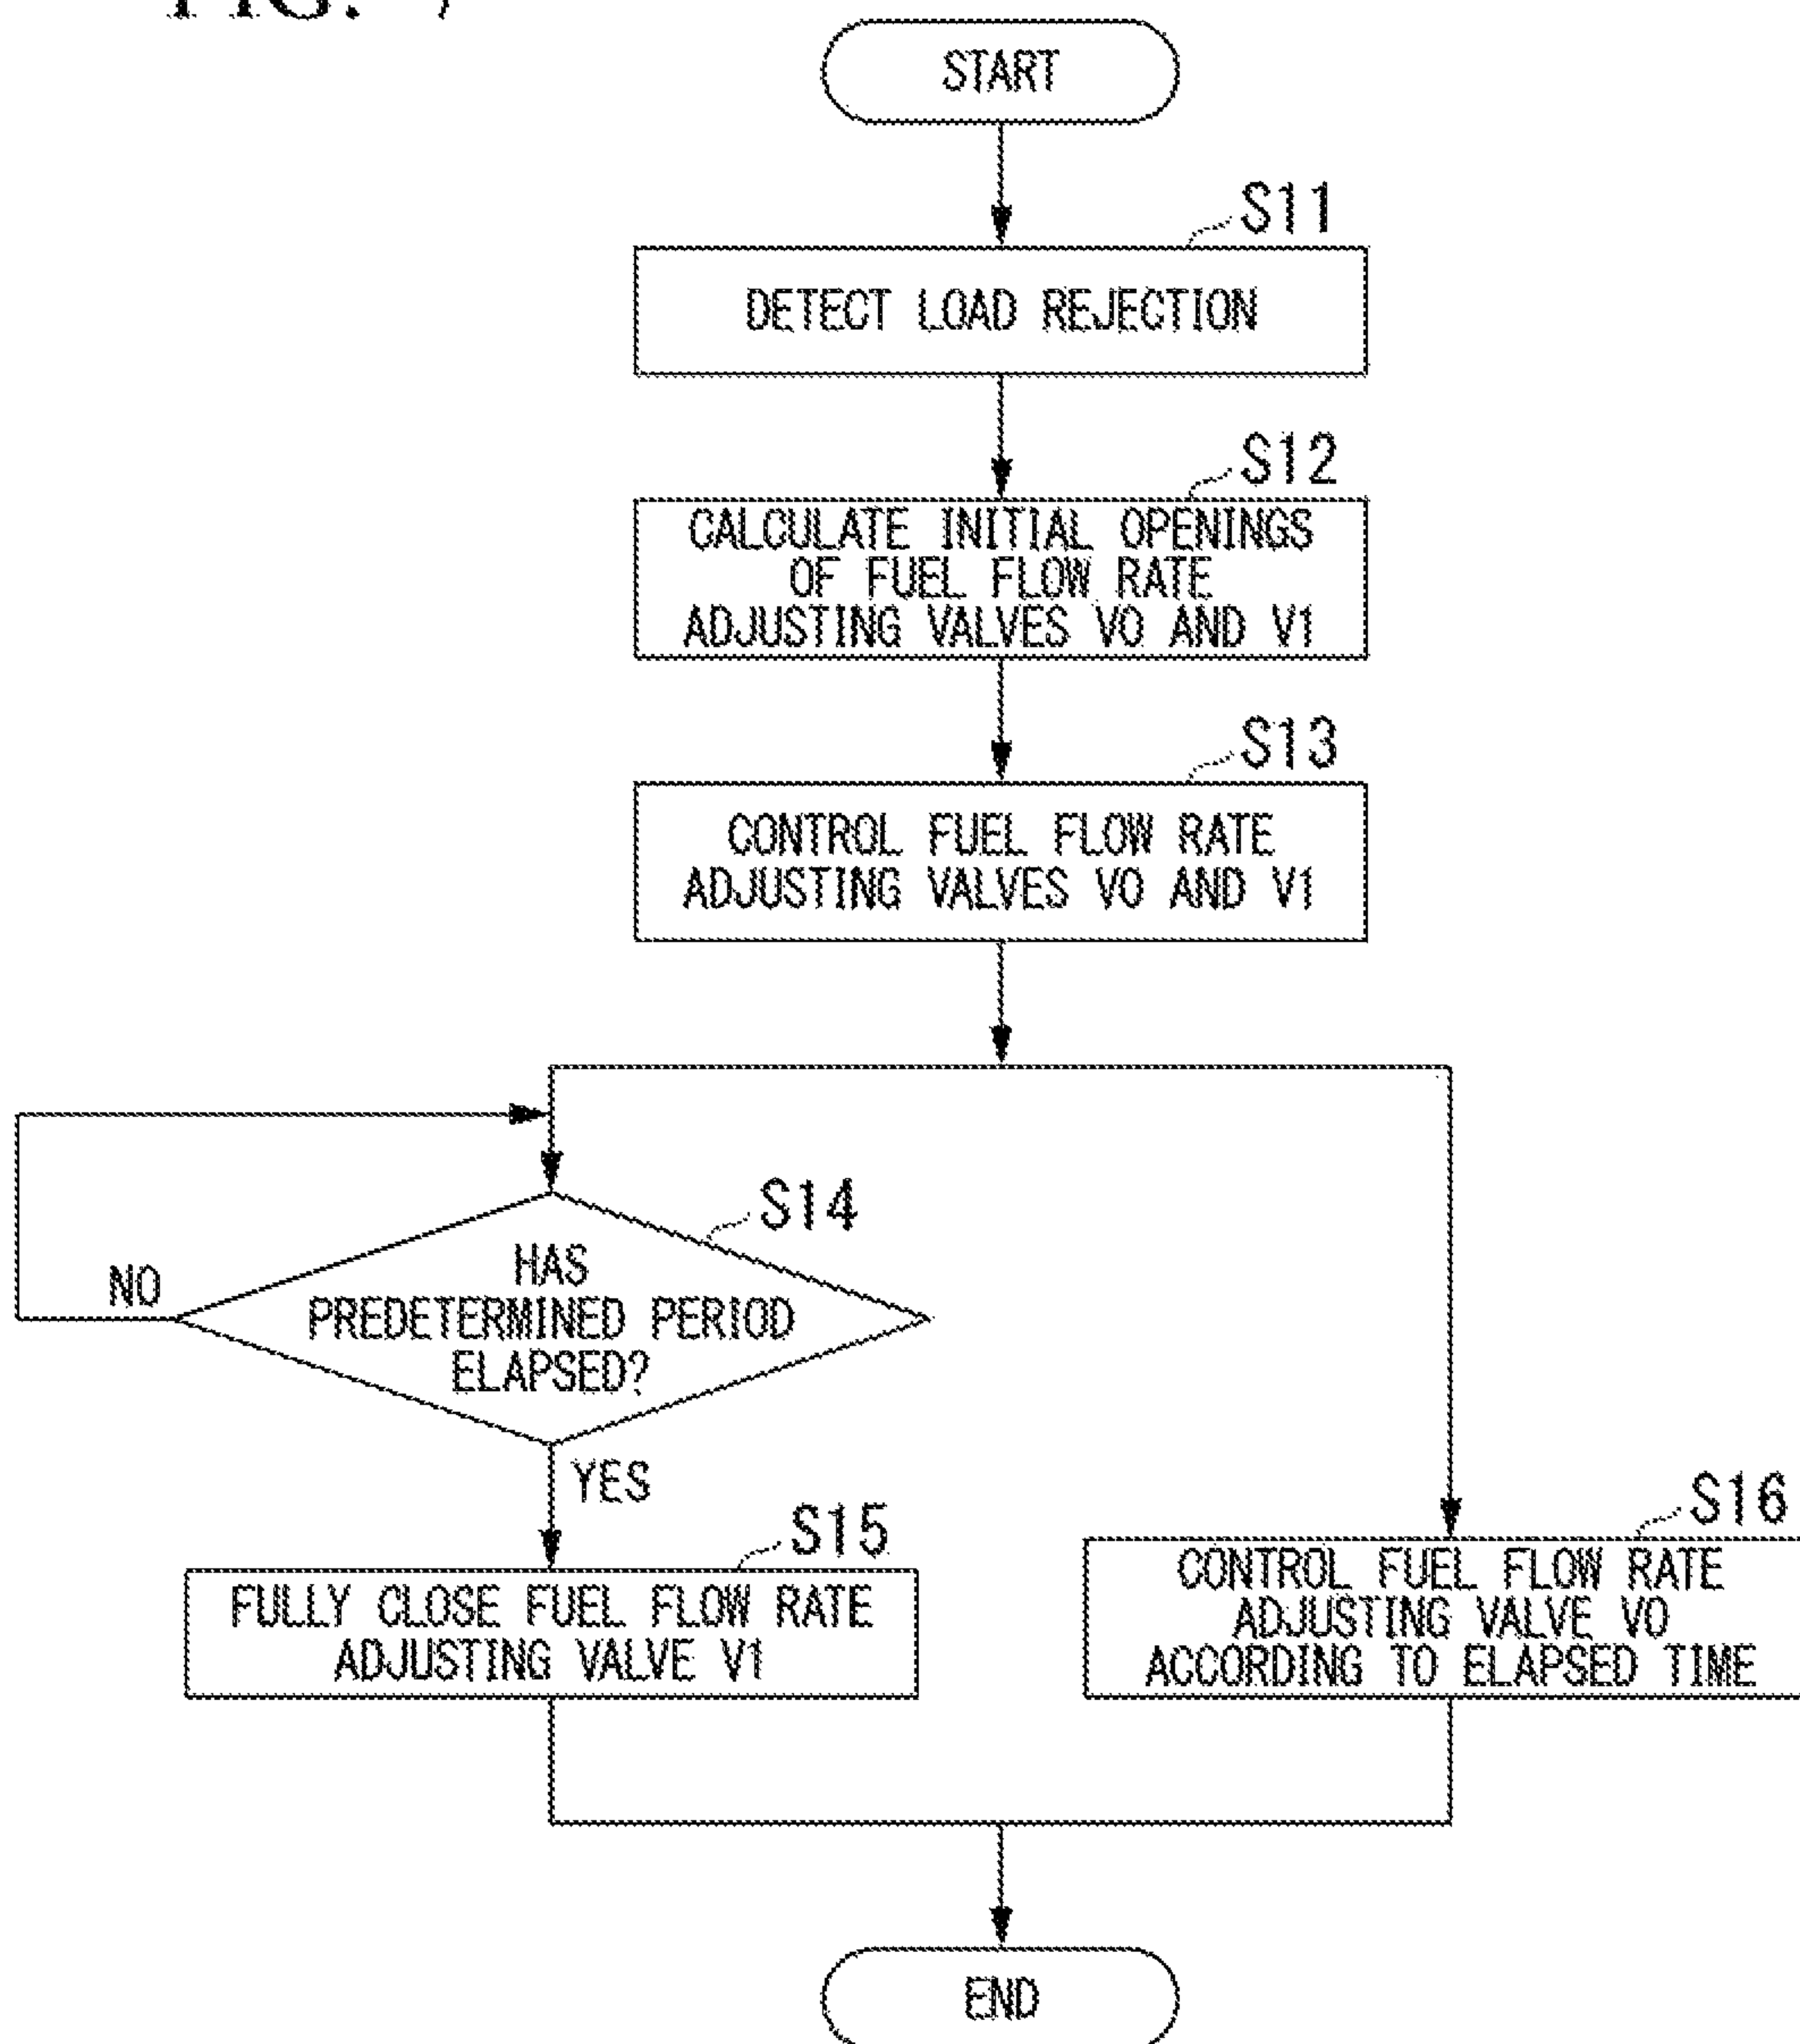 FIG. 7
START
S11
DETECT LOAD REJECTION
S12
CALCULATE INITIAL OPENINGS
OF FUEL FLOW RATE
ADJUSTING VALVES V0 AND V1
S13
CONTROL FUEL FLOW RATE
ADJUSTING VALVES V0 AND V1
S14
HAS
PREDETERMINED PERIOD
ELAPSED?
NO
YES
S15
FULLY CLOSE FUEL FLOW RATE
ADJUSTING VALVE V1
S16
CONTROL FUEL FLOW RATE
ADJUSTING VALVE V0
ACCORDING TO ELAPSED TIME
END